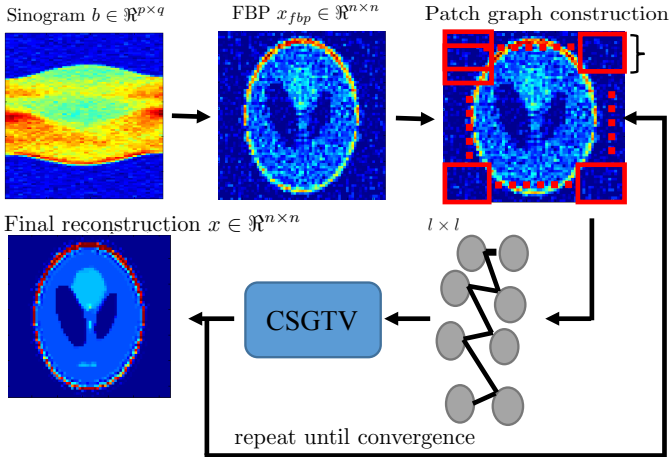 Sinogram b ∈ ℜ^{p×q}
FBP x_{fbp} ∈ ℜ^{n×n}
Patch graph construction
Final reconstruction x ∈ ℜ^{n×n}
l × l
CSGTV
repeat until convergence